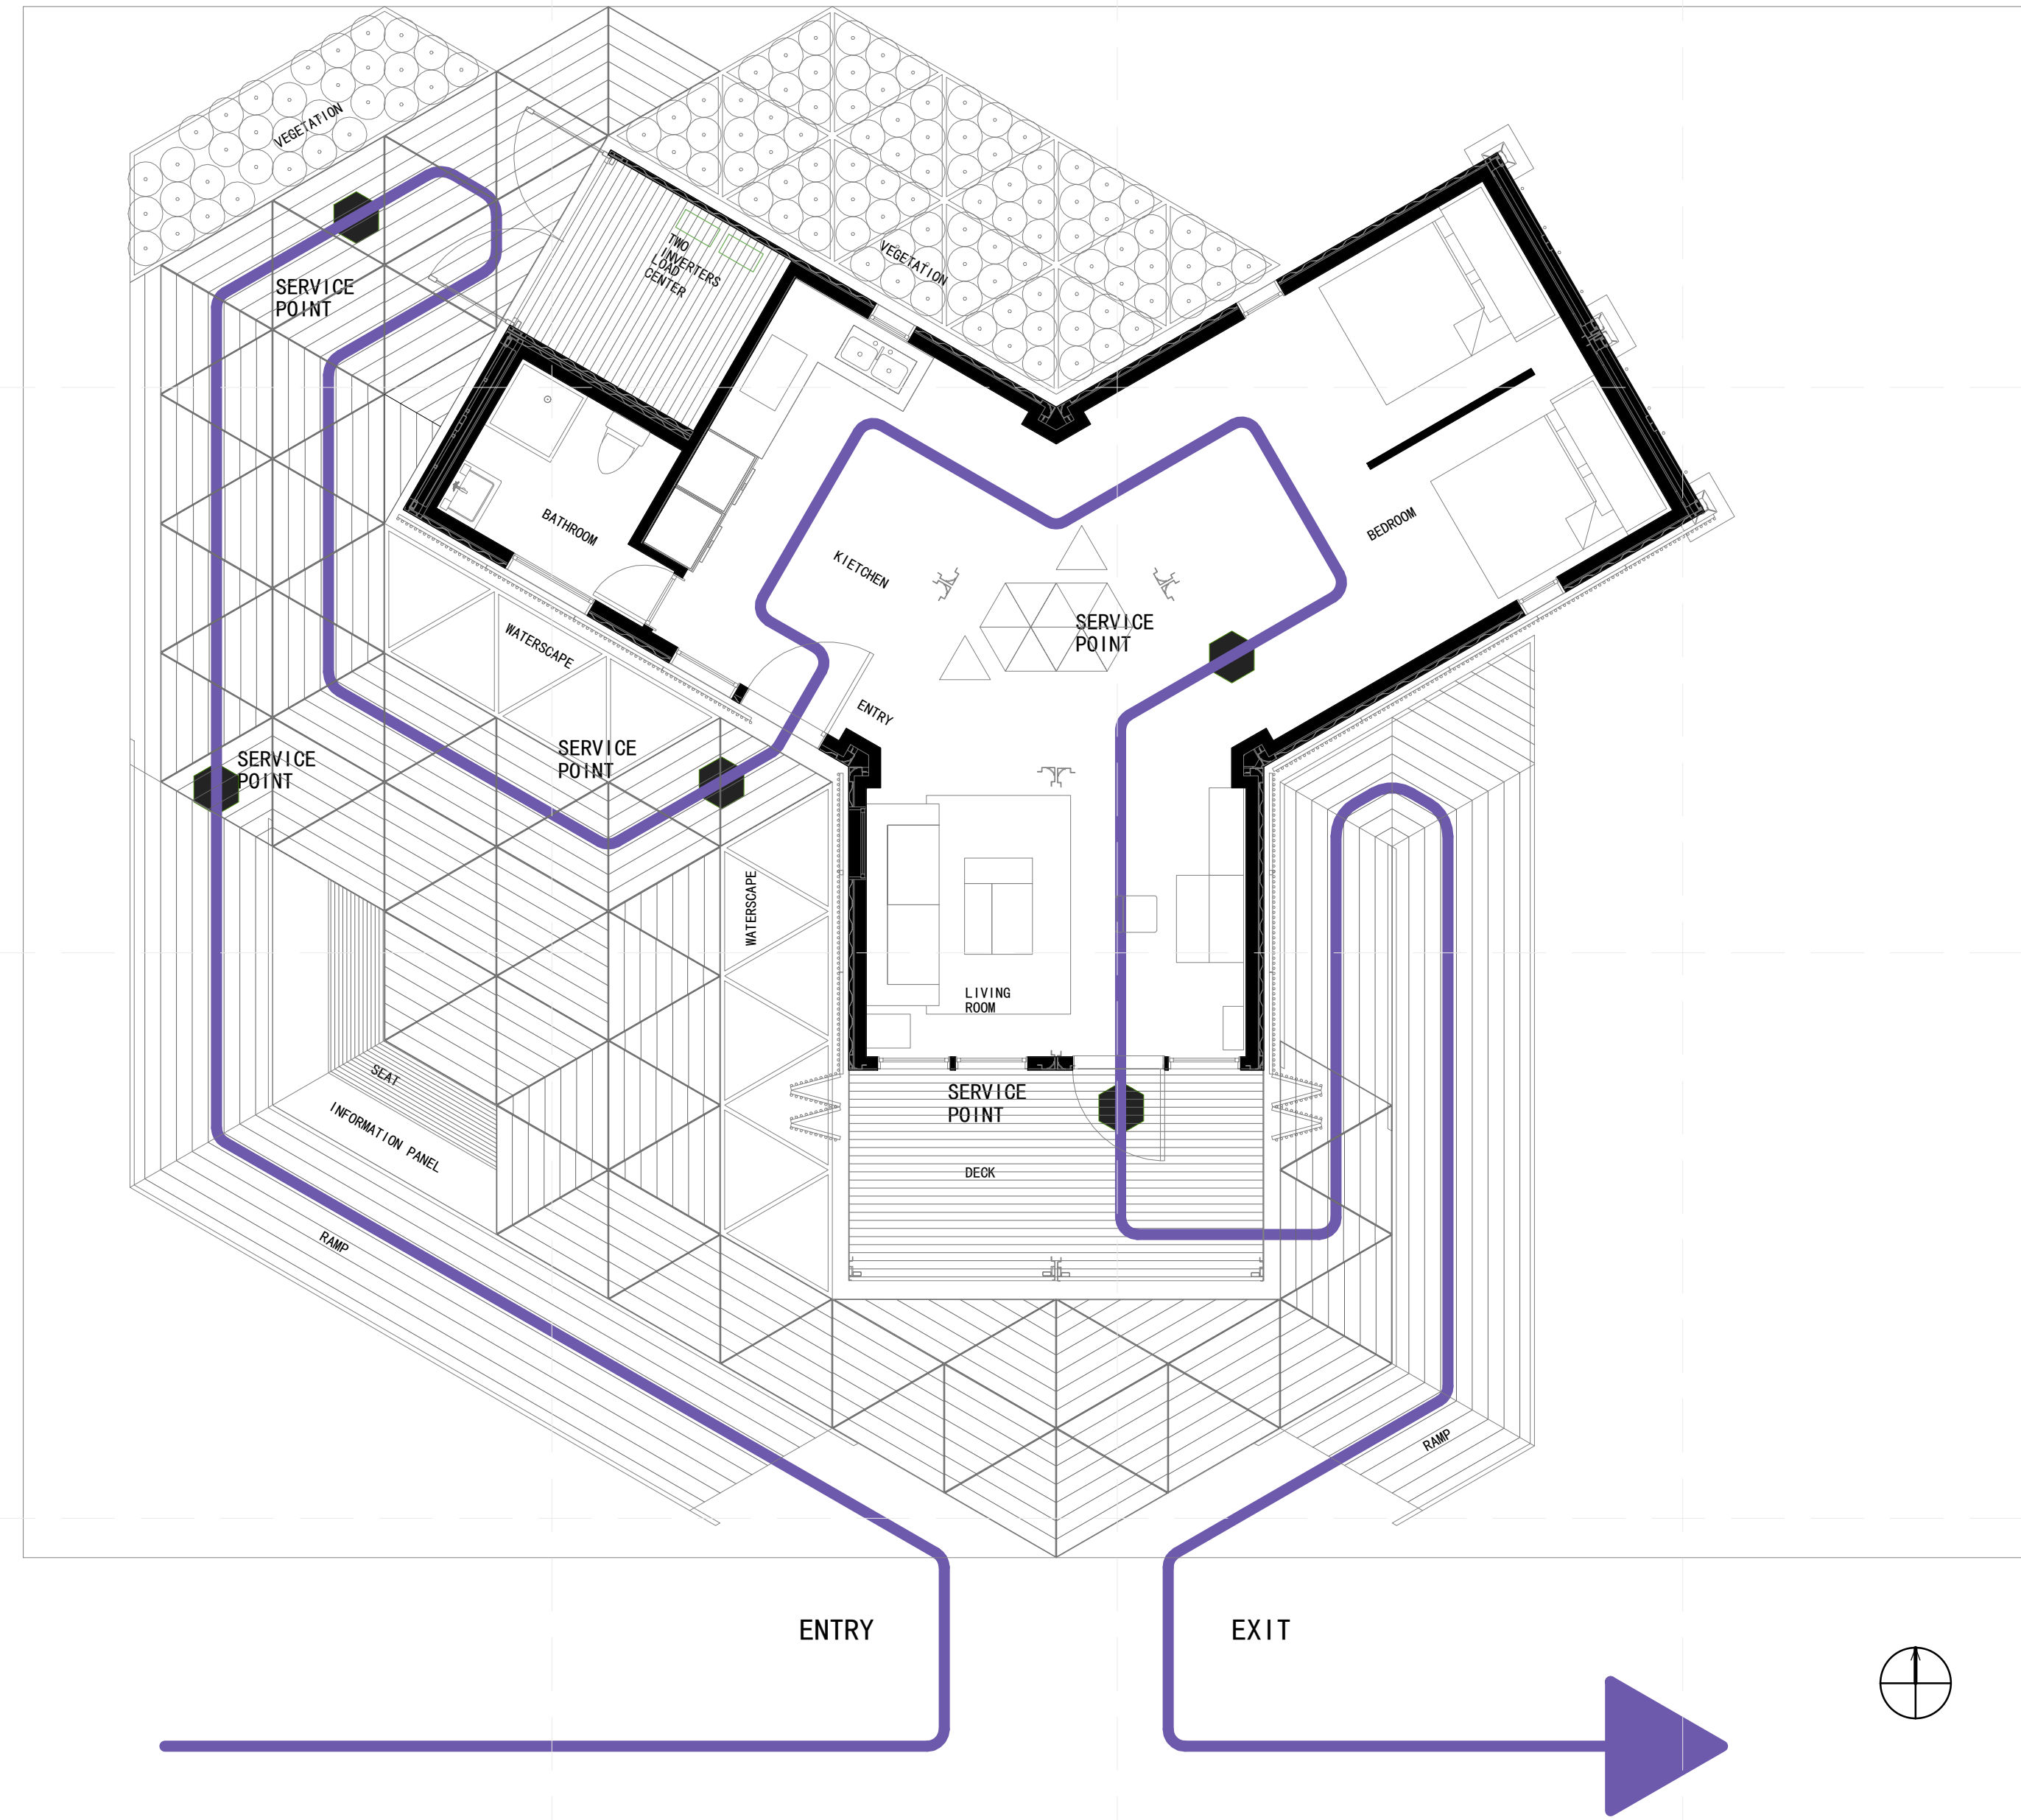 VEGETATION
TWO
INVERTERS
LOAD
CENTER
VEGETATION
SERVICE
POINT
BATHROOM
KIETCHEN
BEDROOM
WATERSCAPE
SERVICE
POINT
ENTRY
SERVICE
POINT
SERVICE
POINT
WATERSCAPE
LIVING
ROOM
SEAT
INFORMATION PANEL
SERVICE
POINT
DECK
RAMP
RAMP
ENTRY
EXIT